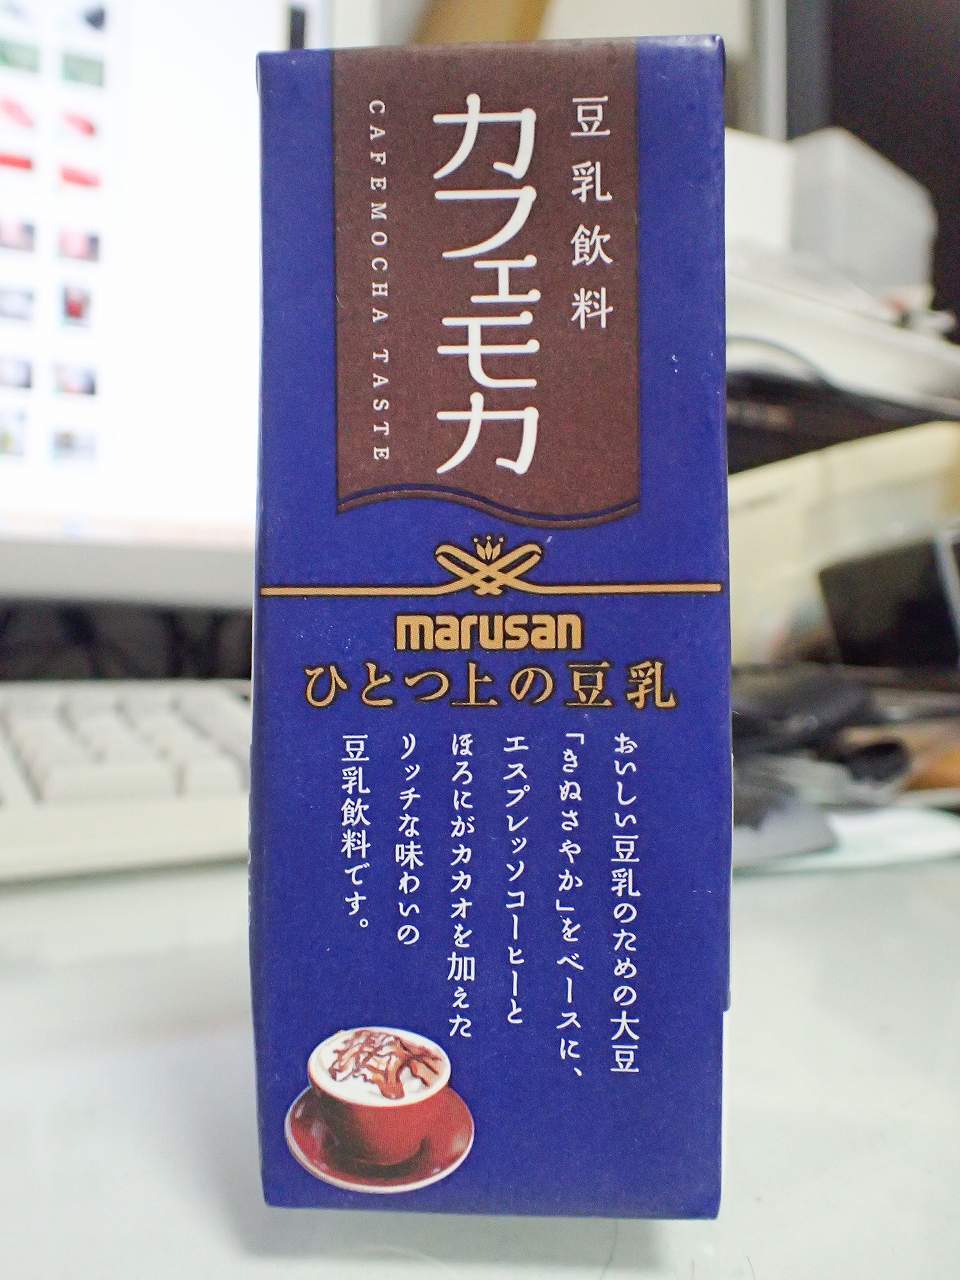 豆乳飲料
カフェモカ
CAFEMOCHA TASTE
marusan
ひとつ上の豆乳
おいしい豆乳のための大豆
「きぬさやか」をベースに、
エスプレッソコーヒーと
ほろにがカカオを加えた
リッチな味わいの
豆乳飲料です。